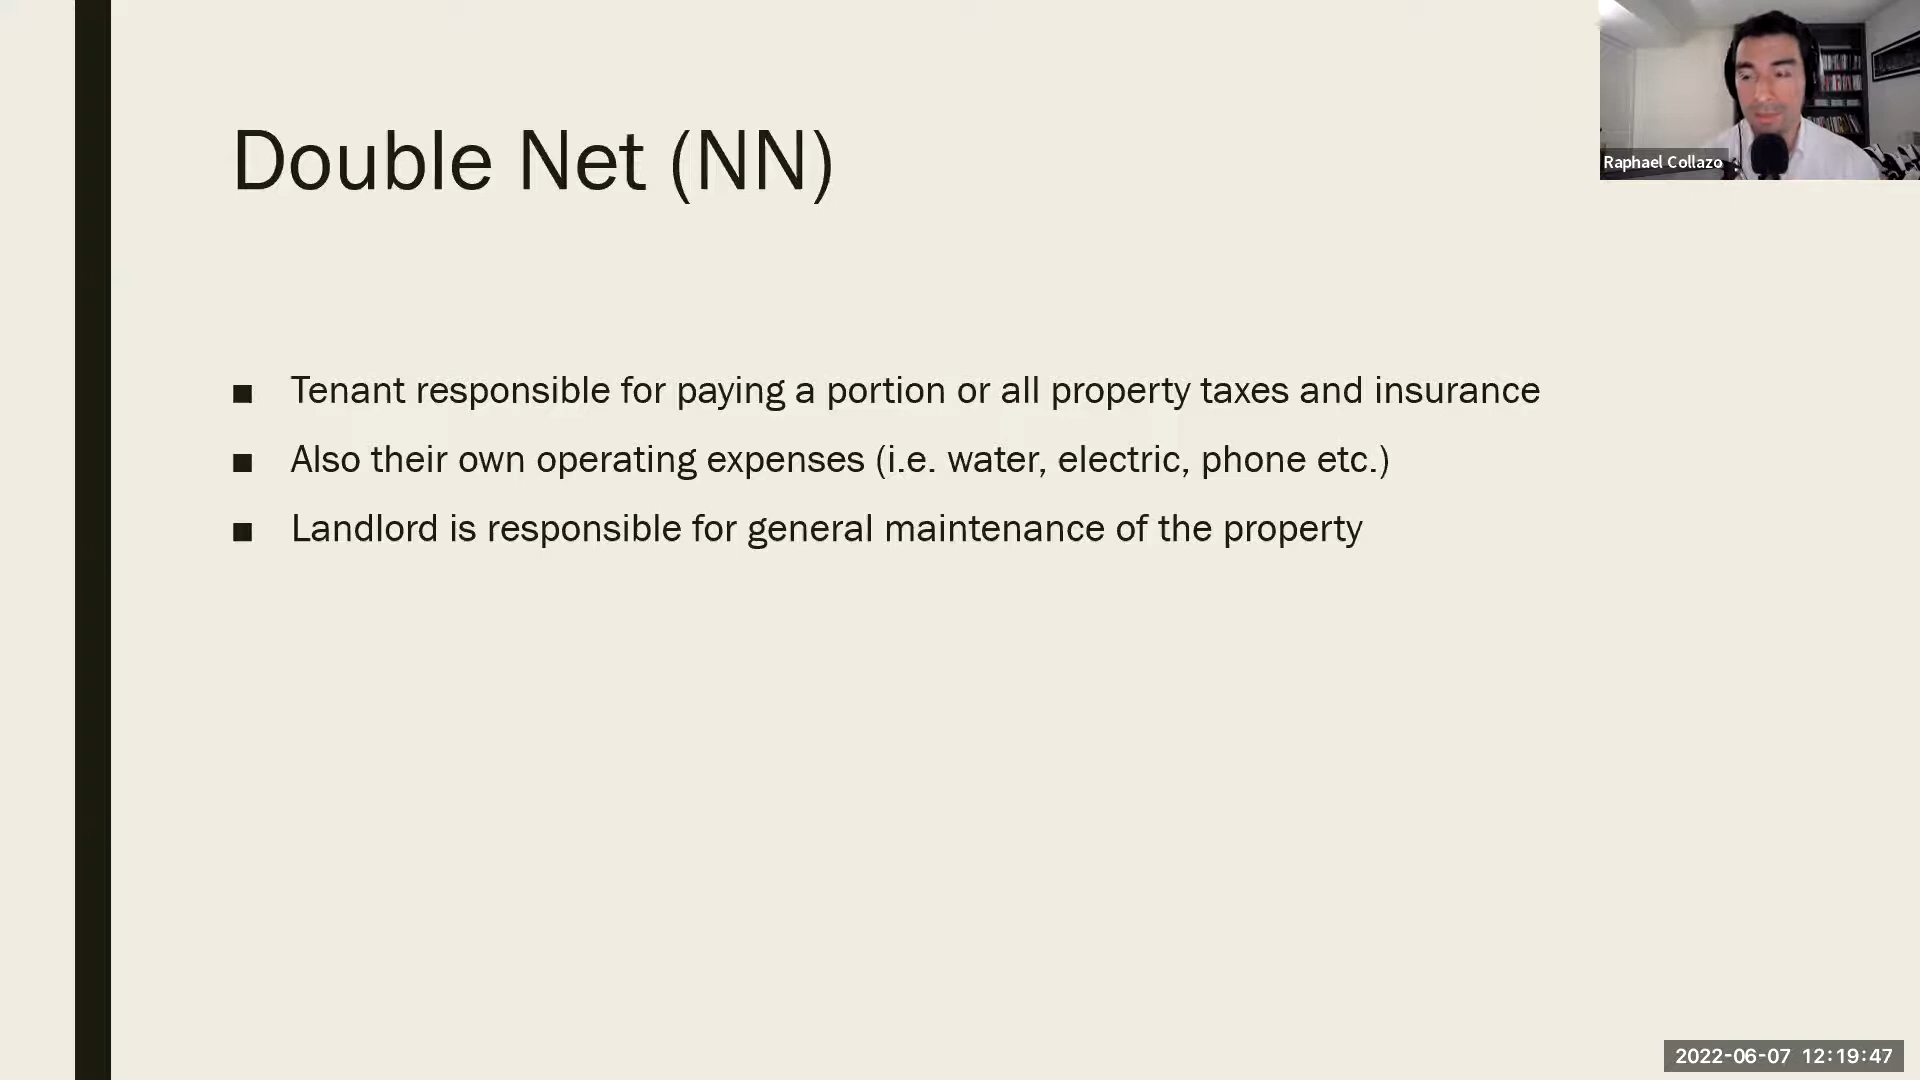 Double Net (NN)
Raphael Collazo
■ Tenant responsible for paying a portion or all property taxes and insurance
■ Also their own operating expenses (i.e. water, electric, phone etc.)
■ Landlord is responsible for general maintenance of the property
2022-06-07 12:19:47